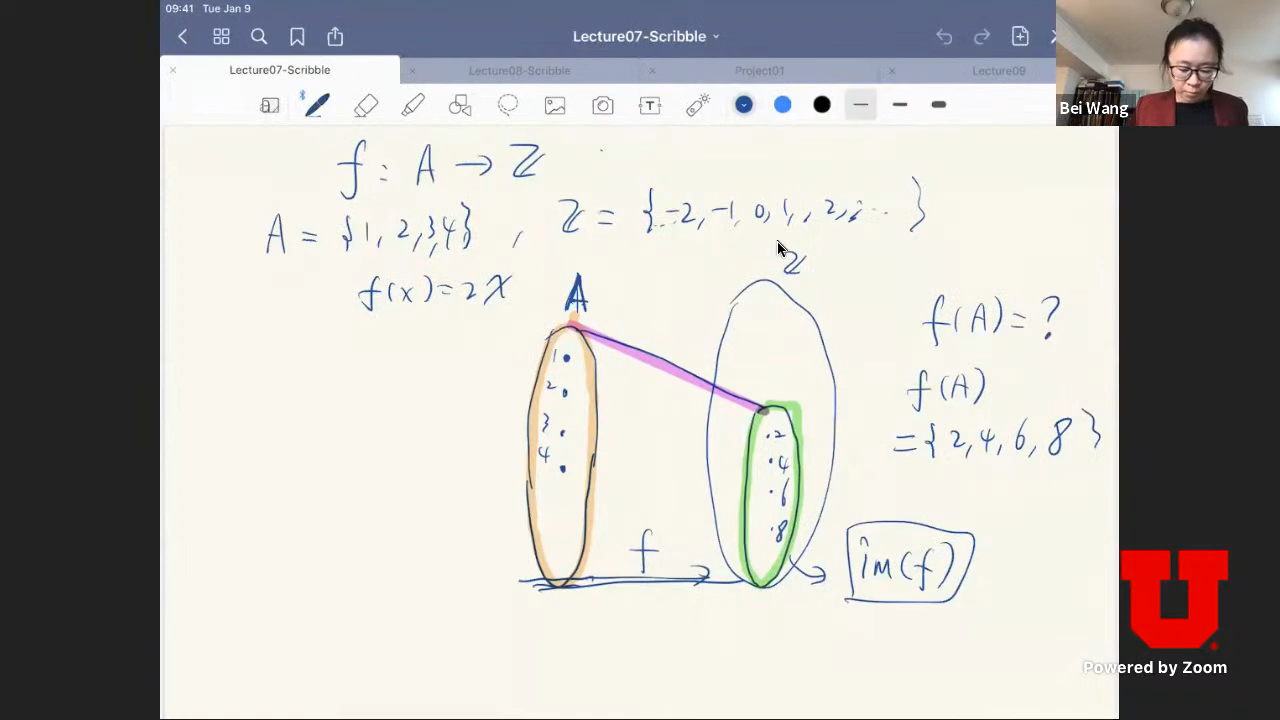 09:41 Tue Jan 9
Lecture07-Scribble
Lecture07-Scribble
Lecture08-Scribble
Project01
Lecture09
Bei Wang
f : A → ℤ
A = {1, 2, 3, 4} , ℤ = {... -2, -1, 0, 1, , 2, ; ... }
f(x) = 2x
A
ℤ
1
2
3
4
2
4
6
8
f
im(f)
f(A) = ?
f(A)
= { 2, 4, 6, 8 }
U
Powered by Zoom